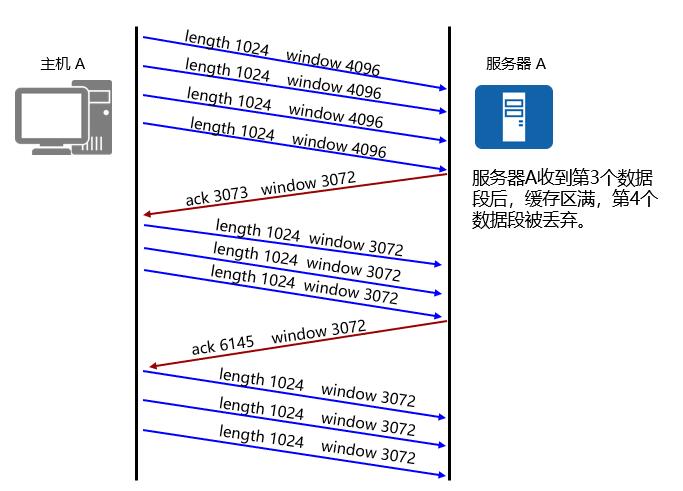 主机 A
服务器 A
length 1024 window 4096
length 1024 window 4096
length 1024 window 4096
length 1024 window 4096
服务器A收到第3个数据
段后，缓存区满，第4个
数据段被丢弃。
ack 3073 window 3072
length 1024 window 3072
length 1024 window 3072
length 1024 window 3072
ack 6145 window 3072
length 1024 window 3072
length 1024 window 3072
length 1024 window 3072